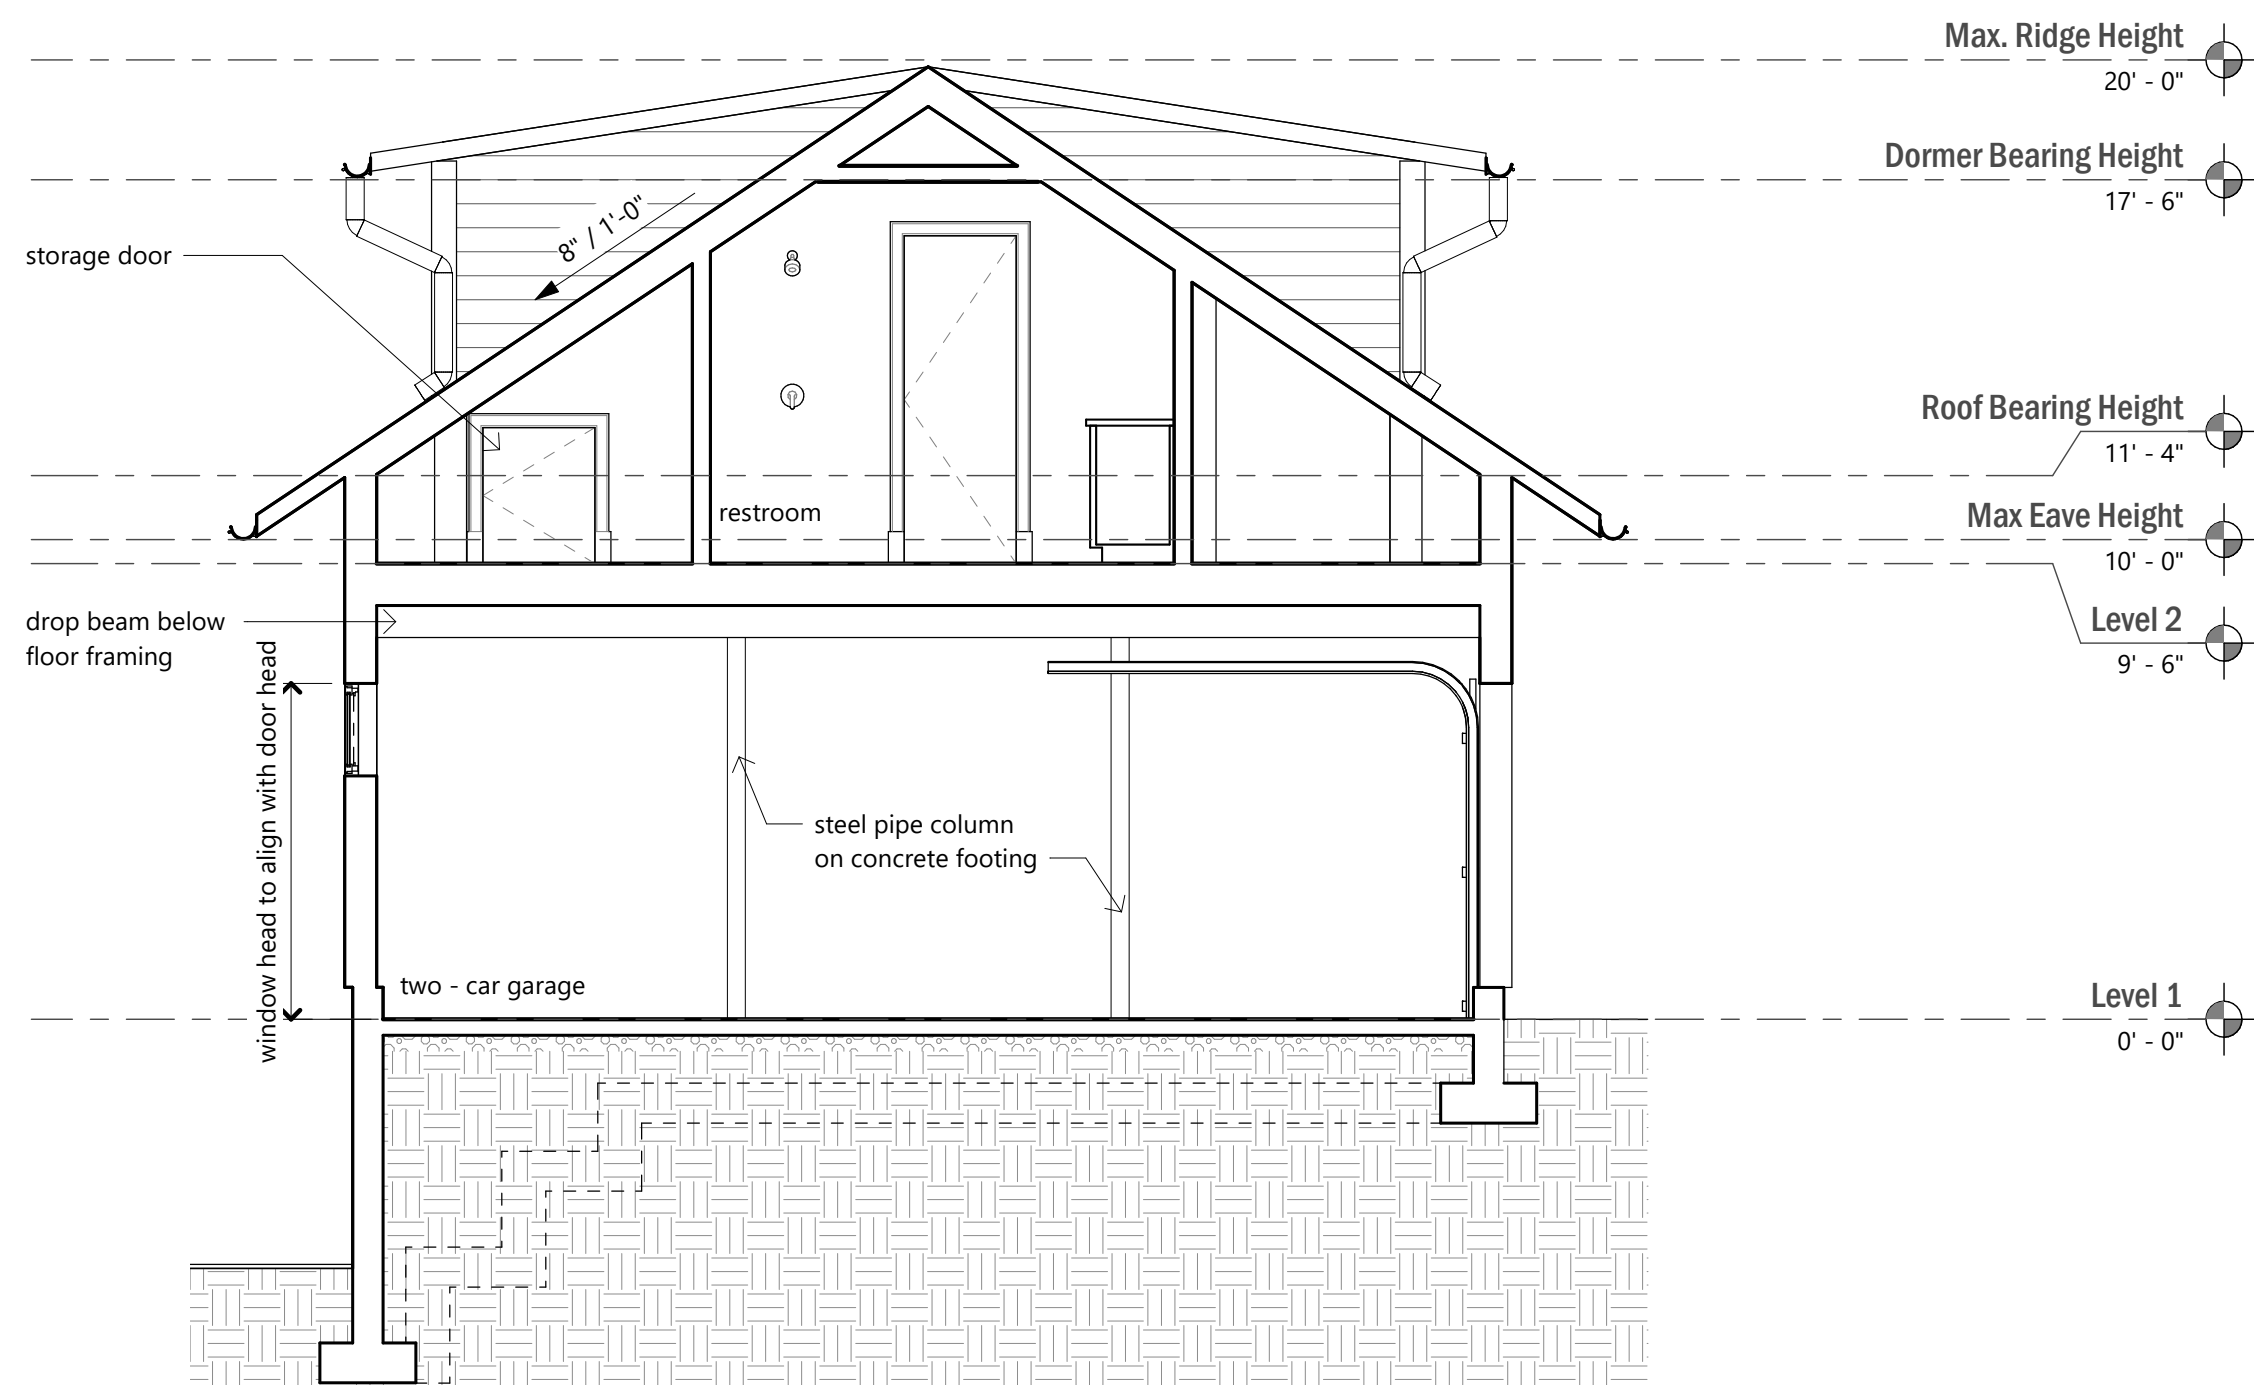 Max. Ridge Height
20' - 0"
Dormer Bearing Height
17' - 6"
storage door
8" / 1'-0"
Roof Bearing Height
11' - 4"
restroom
Max Eave Height
10' - 0"
drop beam below
floor framing
Level 2
9' - 6"
window head to align with door head
steel pipe column
on concrete footing
two - car garage
Level 1
0' - 0"